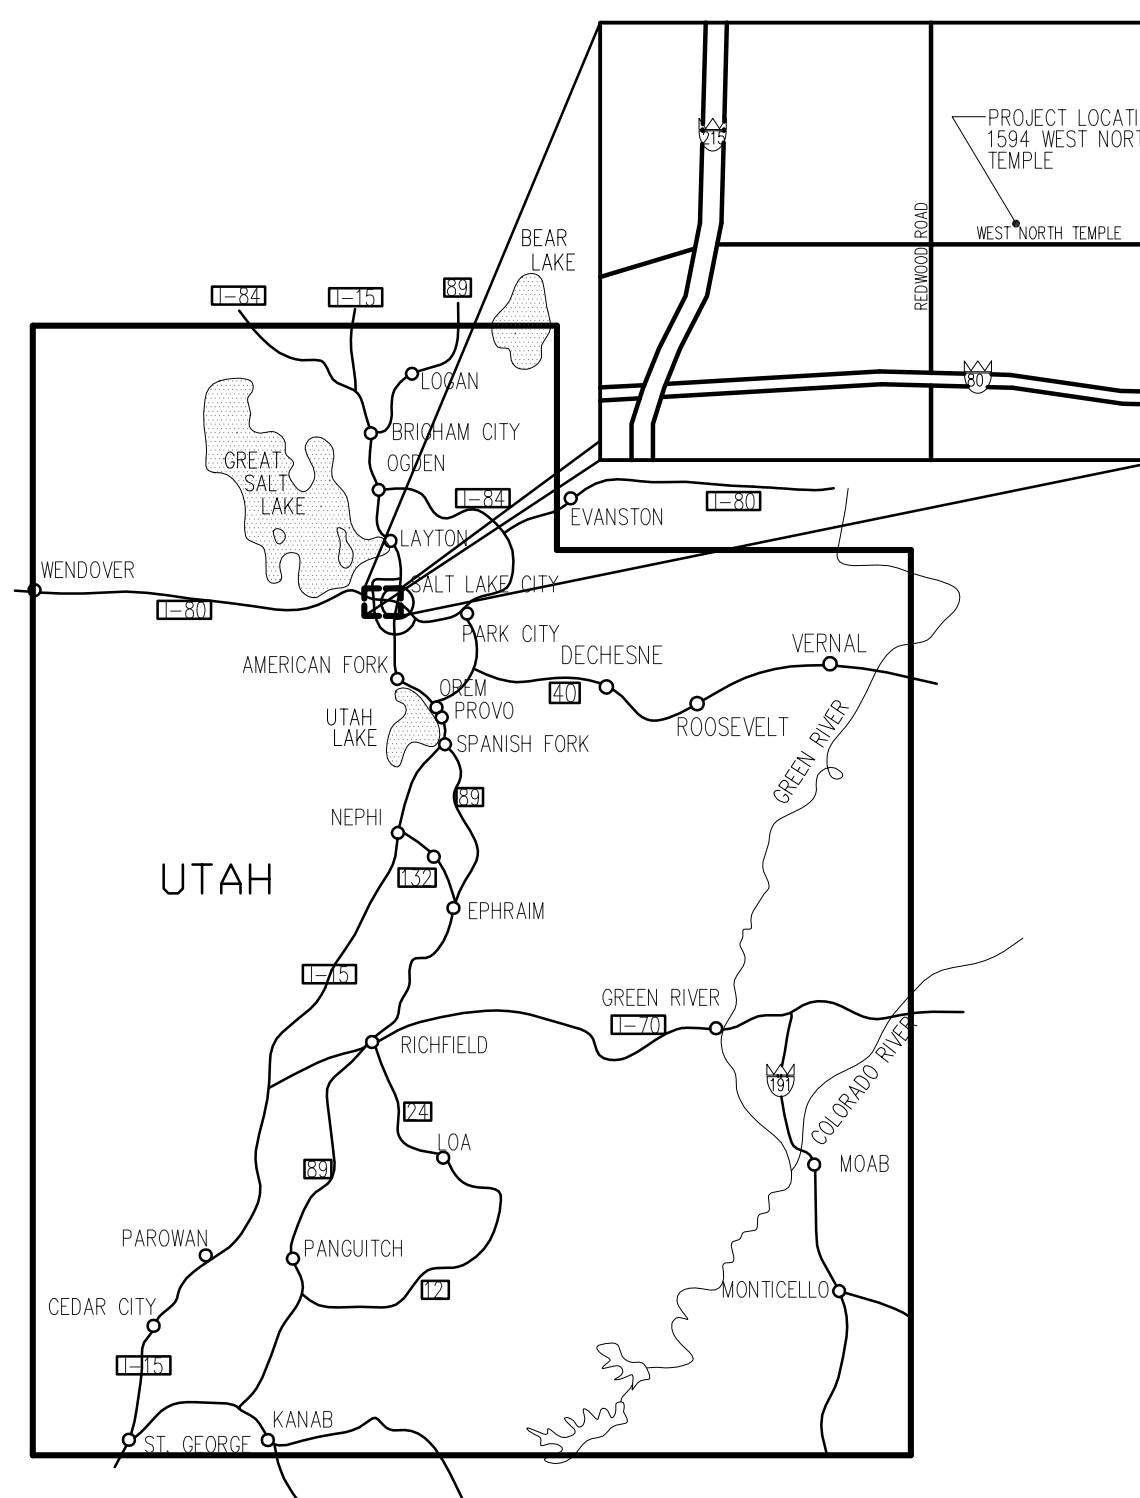 215
PROJECT LOCATI
1594 WEST NORT
TEMPLE
REDWOOD ROAD
WEST NORTH TEMPLE
80
BEAR
LAKE
I-84
I-15
89
LOGAN
BRIGHAM CITY
OGDEN
GREAT
SALT
LAKE
I-84
I-80
EVANSTON
LAYTON
WENDOVER
SALT LAKE CITY
I-80
PARK CITY
VERNAL
DECHESNE
AMERICAN FORK
OREM
40
PROVO
UTAH
LAKE
ROOSEVELT
SPANISH FORK
GREEN RIVER
89
NEPHI
132
UTAH
EPHRAIM
I-15
GREEN RIVER
I-70
RICHFIELD
COLORADO RIVER
191
24
LOA
89
MOAB
PAROWAN
PANGUITCH
12
MONTICELLO
CEDAR CITY
I-15
KANAB
ST. GEORGE